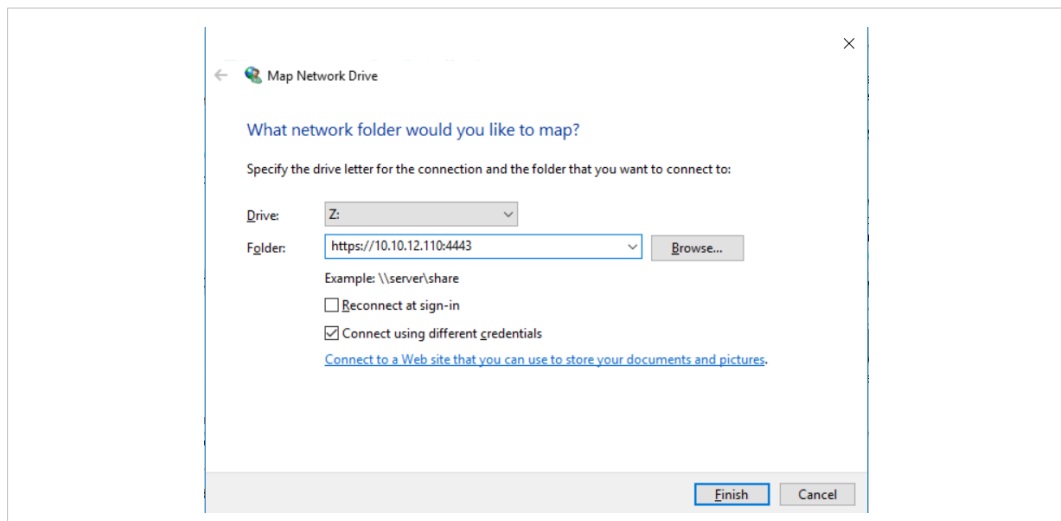 Map Network Drive
What network folder would you like to map?
Specify the drive letter for the connection and the folder that you want to connect to:
Drive: Z:
Folder: https://10.10.12.110:4443 Browse...
Example: \\server\share
Reconnect at sign-in
Connect using different credentials
Connect to a Web site that you can use to store your documents and pictures.
Finish Cancel